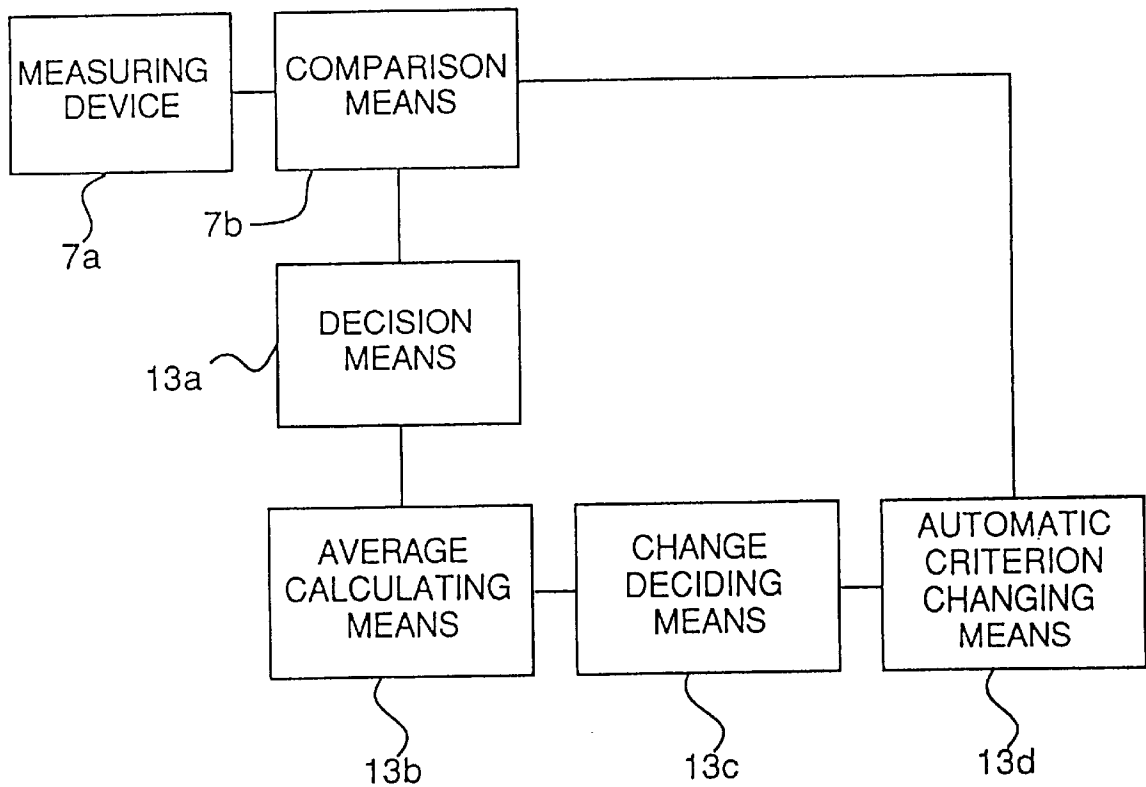 MEASURING
DEVICE
COMPARISON
MEANS
7a
7b
DECISION
MEANS
13a
AVERAGE
CALCULATING
MEANS
CHANGE
DECIDING
MEANS
AUTOMATIC
CRITERION
CHANGING
MEANS
13b
13c
13d